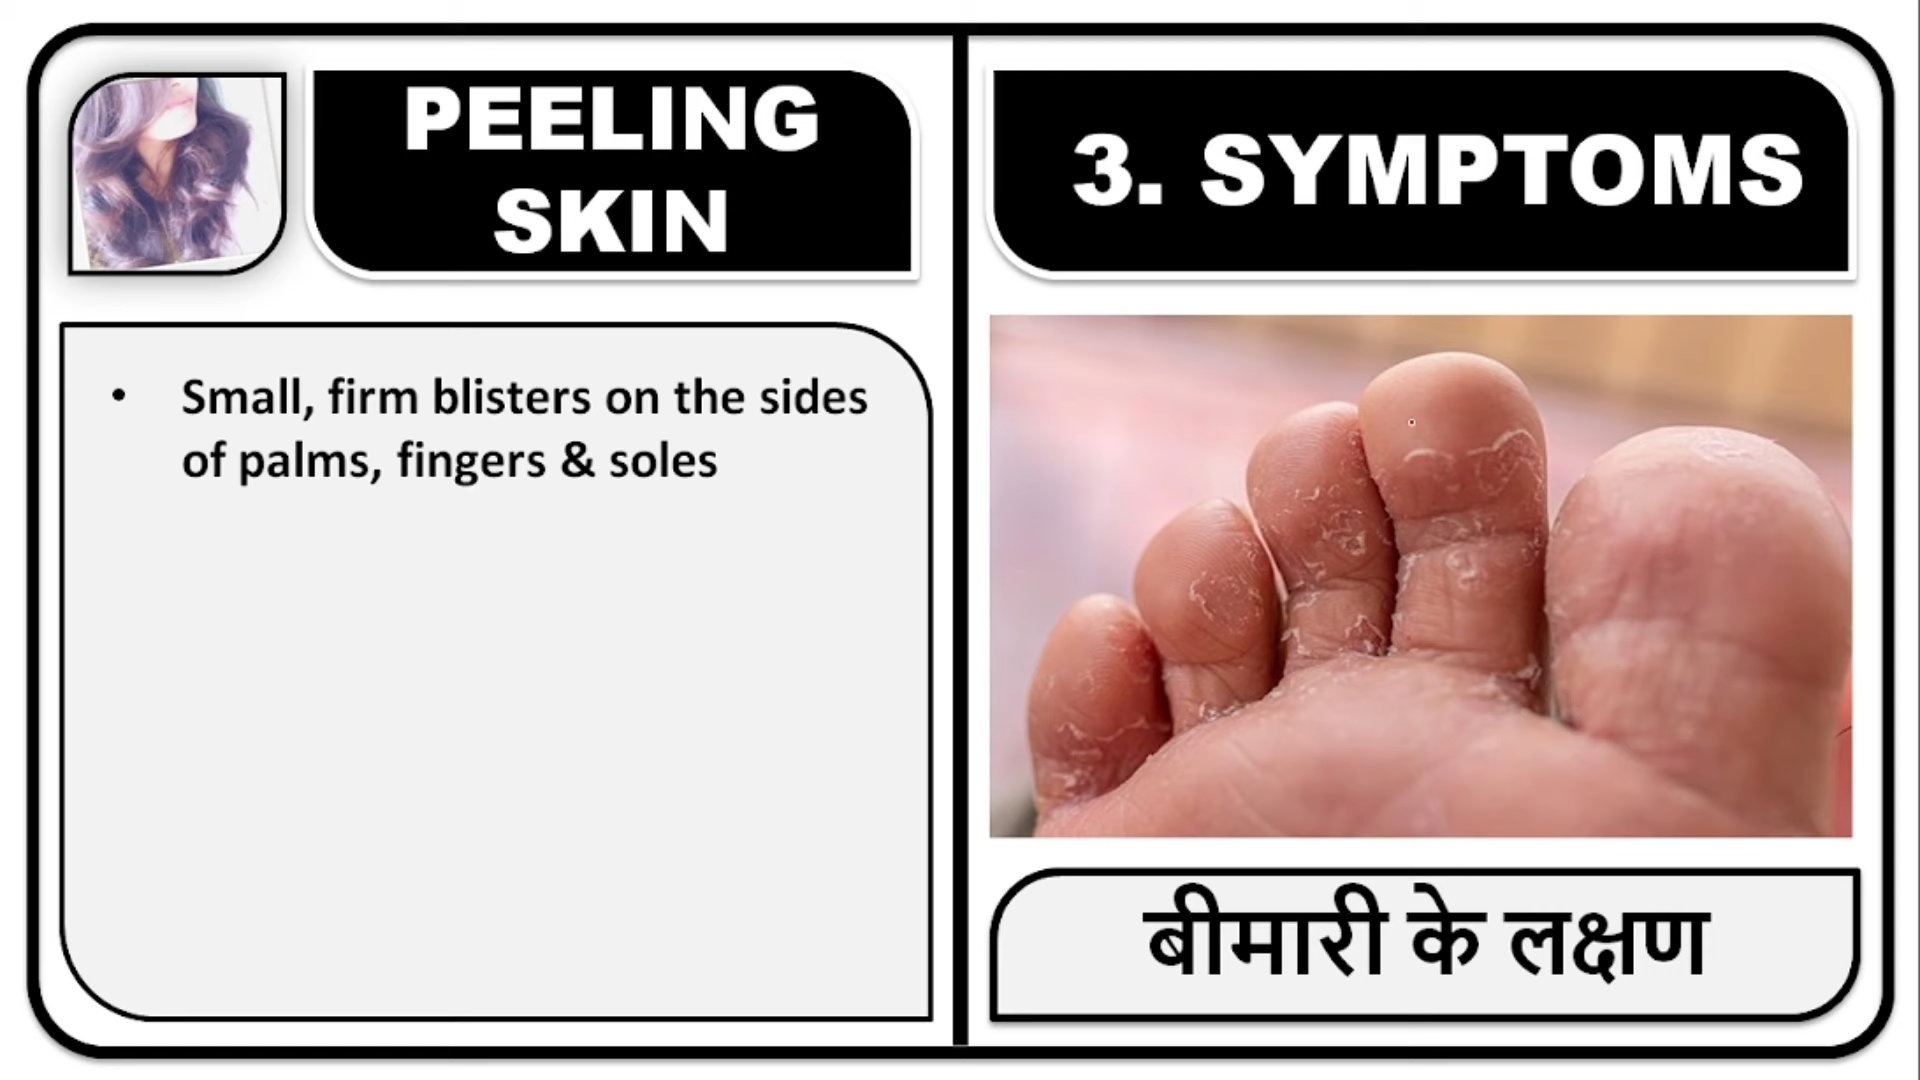 PEELING
SKIN
3. SYMPTOMS
• Small, firm blisters on the sides
of palms, fingers & soles
बीमारी के लक्षण